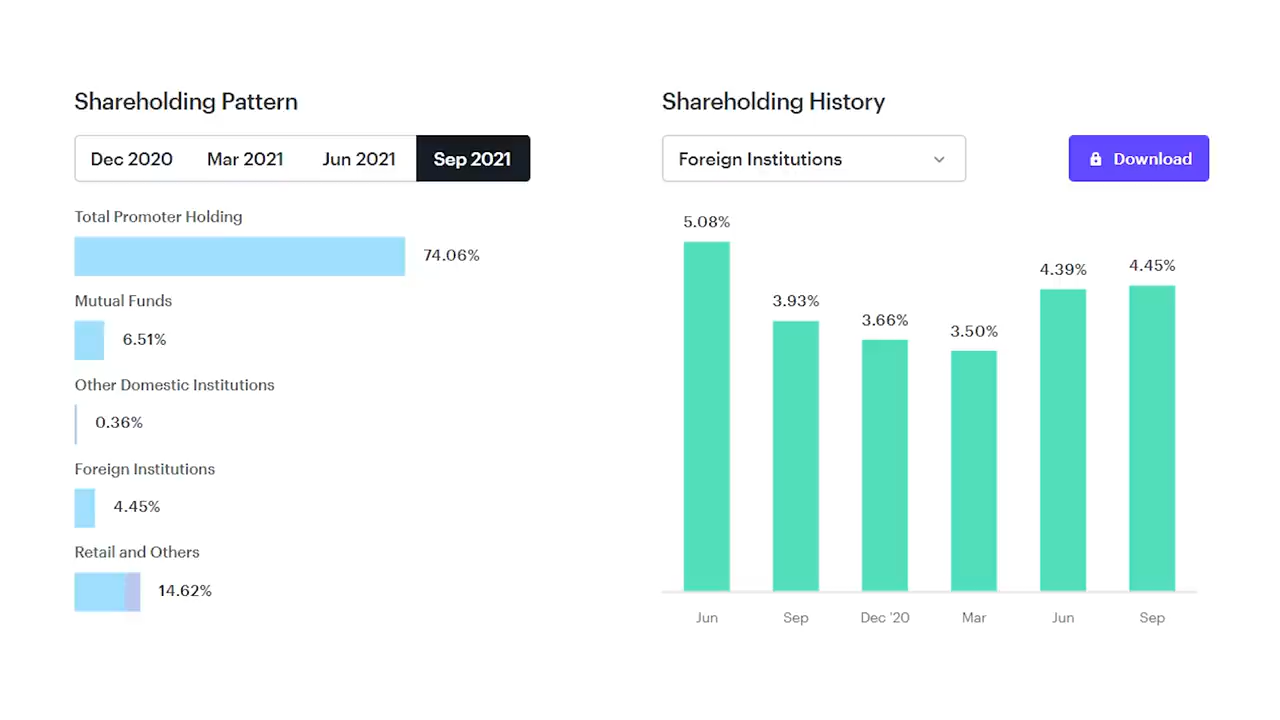 Shareholding Pattern
Dec 2020 Mar 2021 Jun 2021 Sep 2021
Total Promoter Holding
74.06%
Mutual Funds
6.51%
Other Domestic Institutions
0.36%
Foreign Institutions
4.45%
Retail and Others
14.62%
Shareholding History
Foreign Institutions
Download
5.08%
3.93%
3.66%
3.50%
4.39%
4.45%
Jun Sep Dec '20 Mar Jun Sep